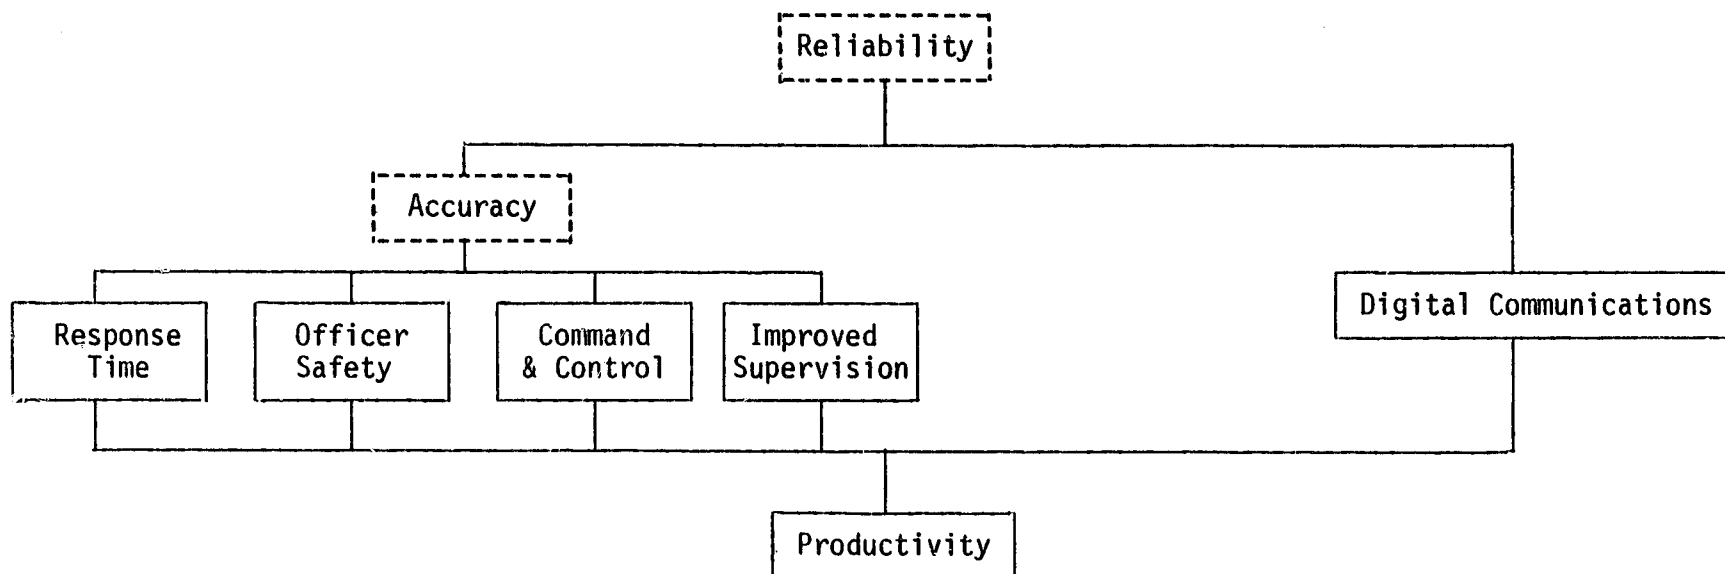 Reliability
Accuracy
Response
Time
Officer
Safety
Command
& Control
Improved
Supervision
Digital Communications
Productivity